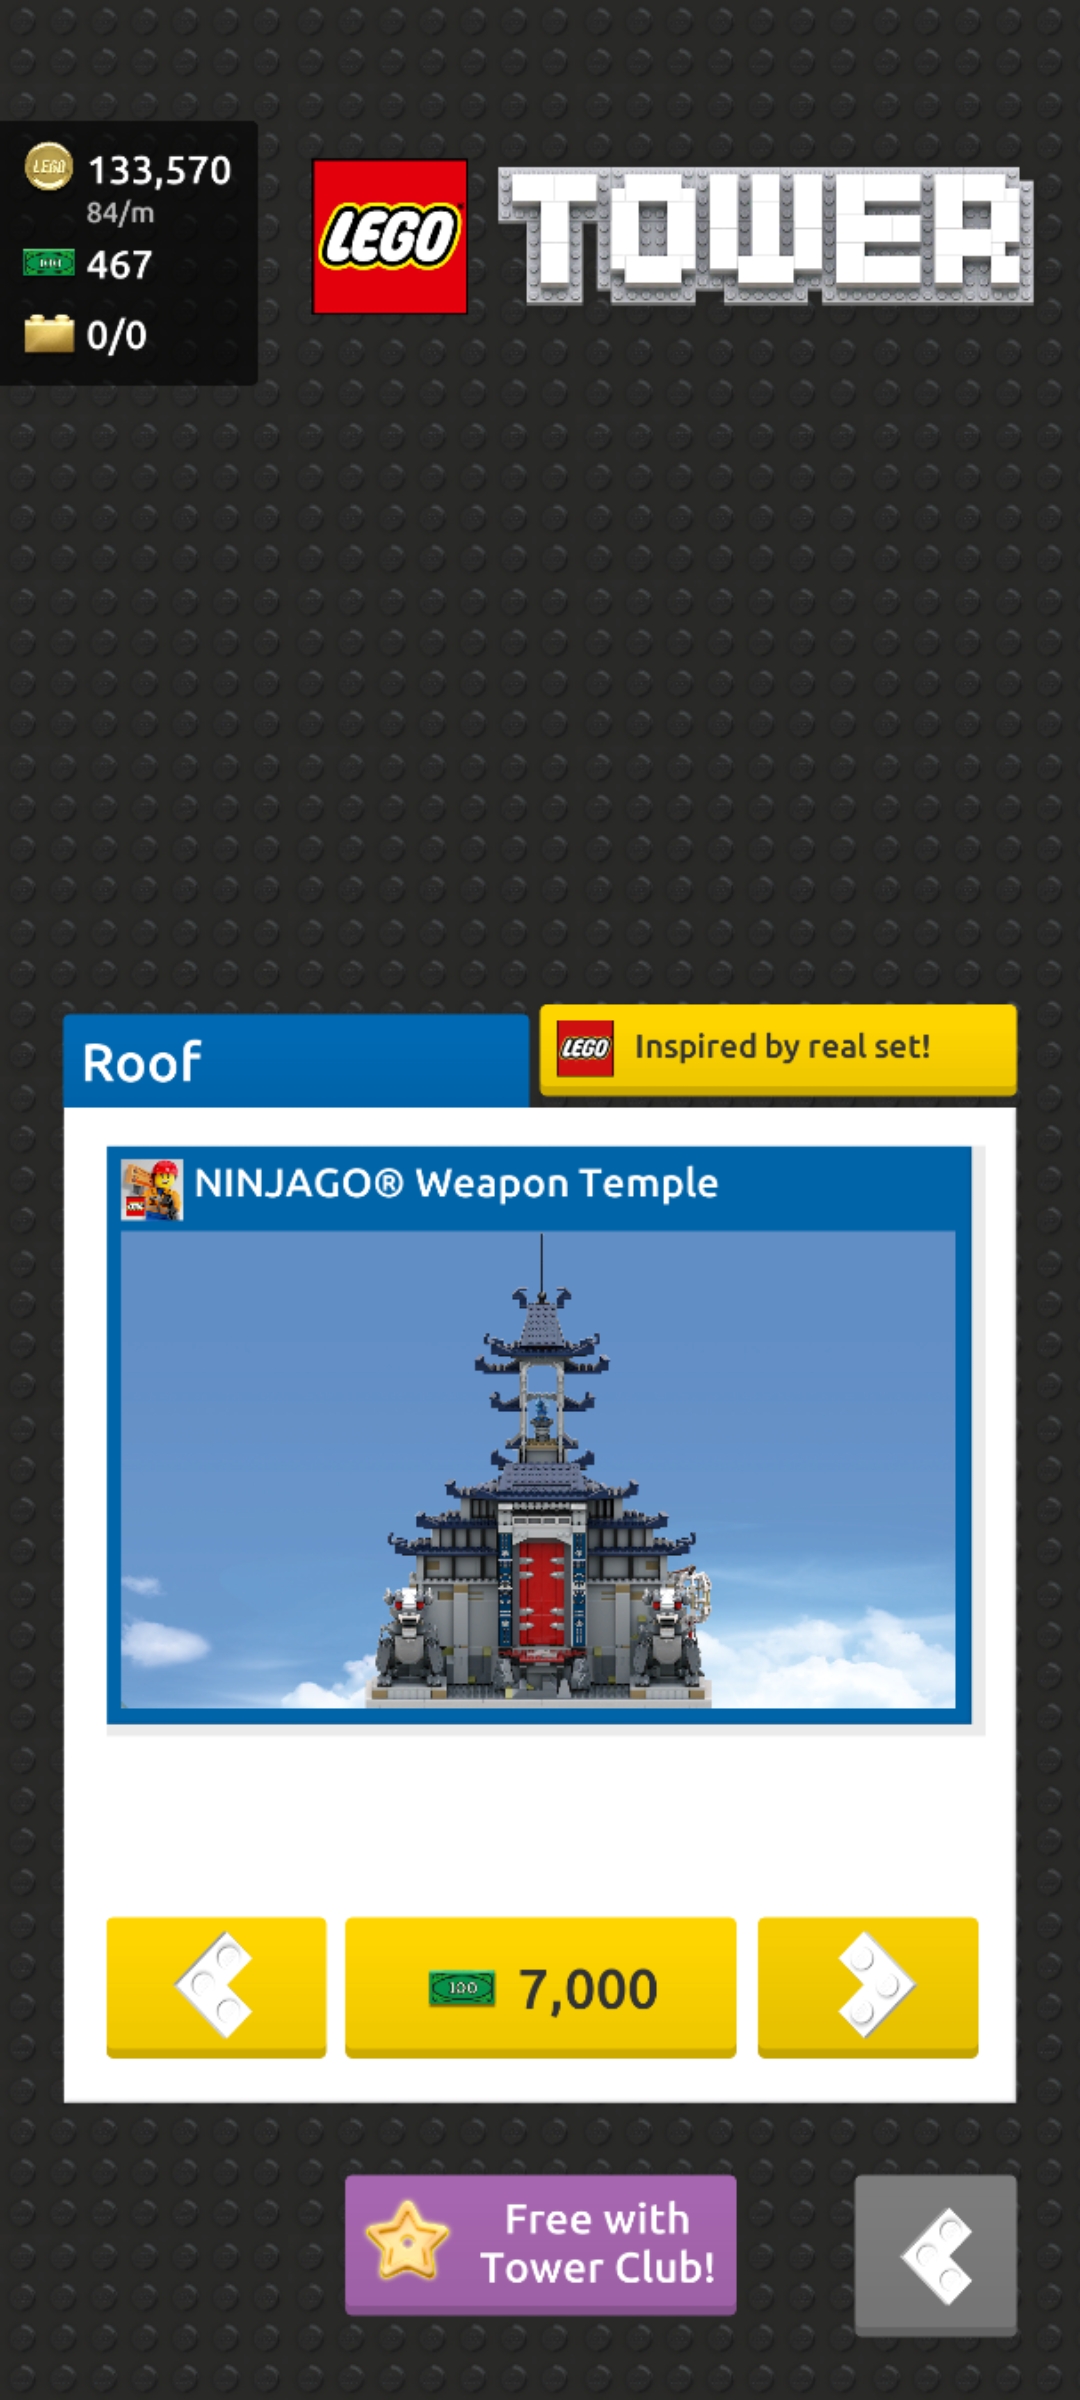 LEGO
133,570
84/m
467
0/0
LEGO
TOWER
Roof
LEGO
Inspired by real set!
NINJAGO® Weapon Temple
100
7,000
Free with
Tower Club!